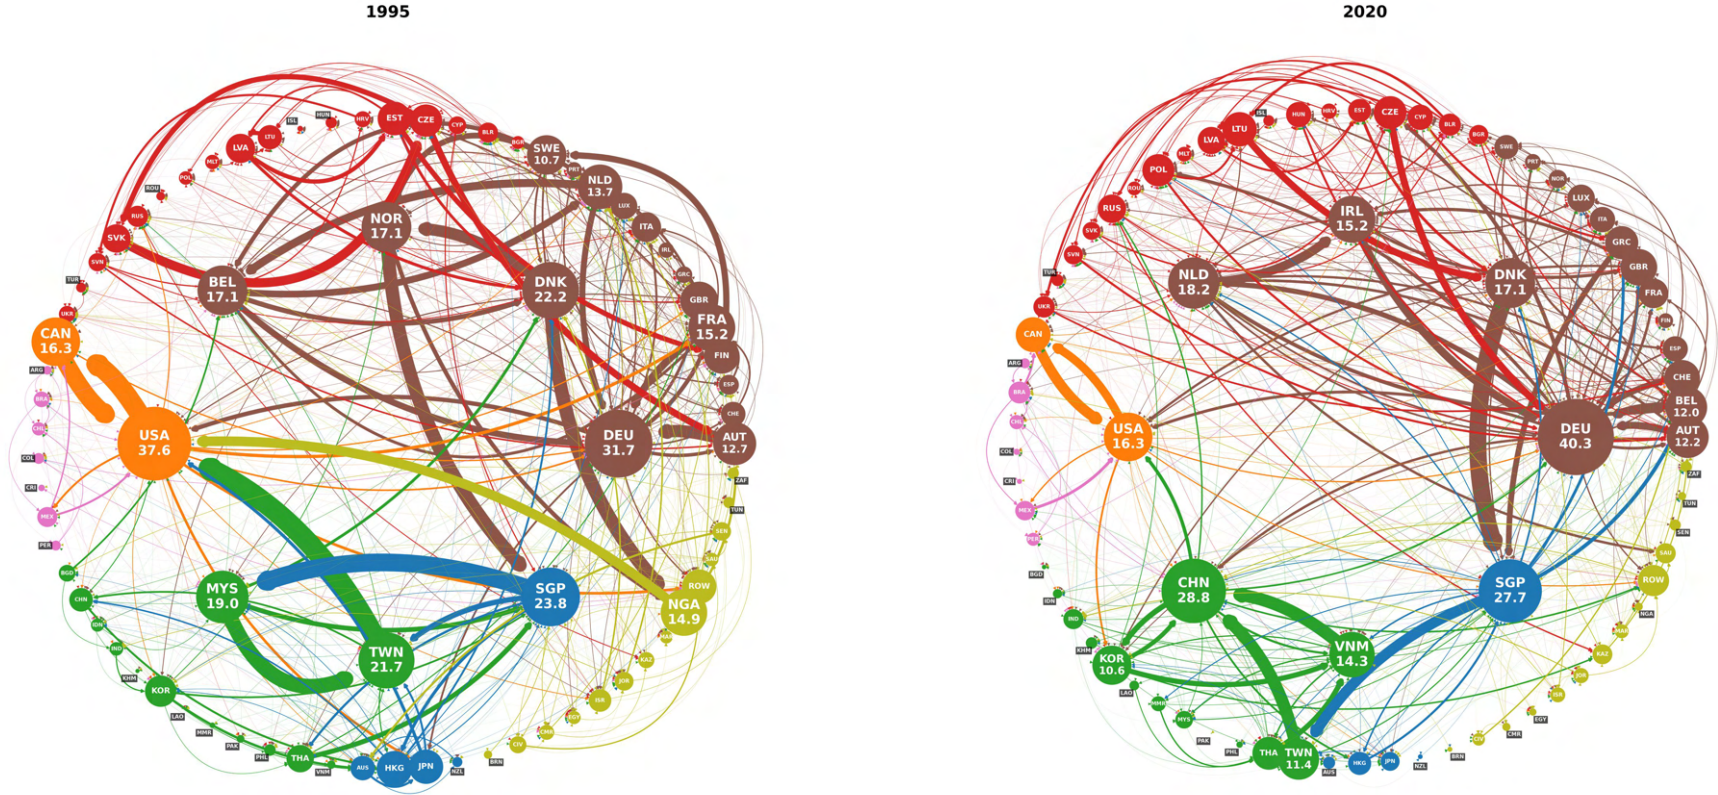 1995
EST
CZE
CYP
BLR
BGR
HRV
HUN
ISL
LTU
LVA
MLT
POL
ROU
RUS
SVK
SVN
TUR
UKR
SWE
10.7
PRT
NLD
13.7
LUX
NOR
17.1
ITA
IRL
GRC
BEL
17.1
DNK
22.2
GBR
FRA
15.2
FIN
ESP
CHE
AUT
12.7
DEU
31.7
CAN
16.3
ARG
BRA
CHL
COL
CRI
MEX
PER
USA
37.6
ZAF
TUN
SEN
SAU
ROW
NGA
14.9
MAR
KAZ
JOR
ISR
EGY
CMR
CIV
BRN
BGD
CHN
IDN
IND
KHM
KOR
LAO
MMR
PAK
PHL
THA
VNM
MYS
19.0
TWN
21.7
SGP
23.8
AUS
HKG
JPN
NZL
2020
ISL
LTU
LVA
MLT
HUN
HRV
EST
CZE
CYP
BLR
BGR
POL
ROU
RUS
SVK
SVN
TUR
UKR
SWE
PRT
NOR
LUX
ITA
GRC
GBR
FRA
FIN
ESP
CHE
BEL
12.0
AUT
12.2
IRL
15.2
NLD
18.2
DNK
17.1
DEU
40.3
CAN
USA
16.3
ARG
BRA
CHL
COL
CRI
MEX
PER
ZAF
TUN
SEN
SAU
ROW
NGA
MAR
KAZ
JOR
ISR
EGY
CMR
CIV
BRN
BGD
IDN
IND
KHM
KOR
10.6
LAO
MMR
MYS
PAK
PHL
THA
TWN
11.4
CHN
28.8
VNM
14.3
SGP
27.7
AUS
HKG
JPN
NZL